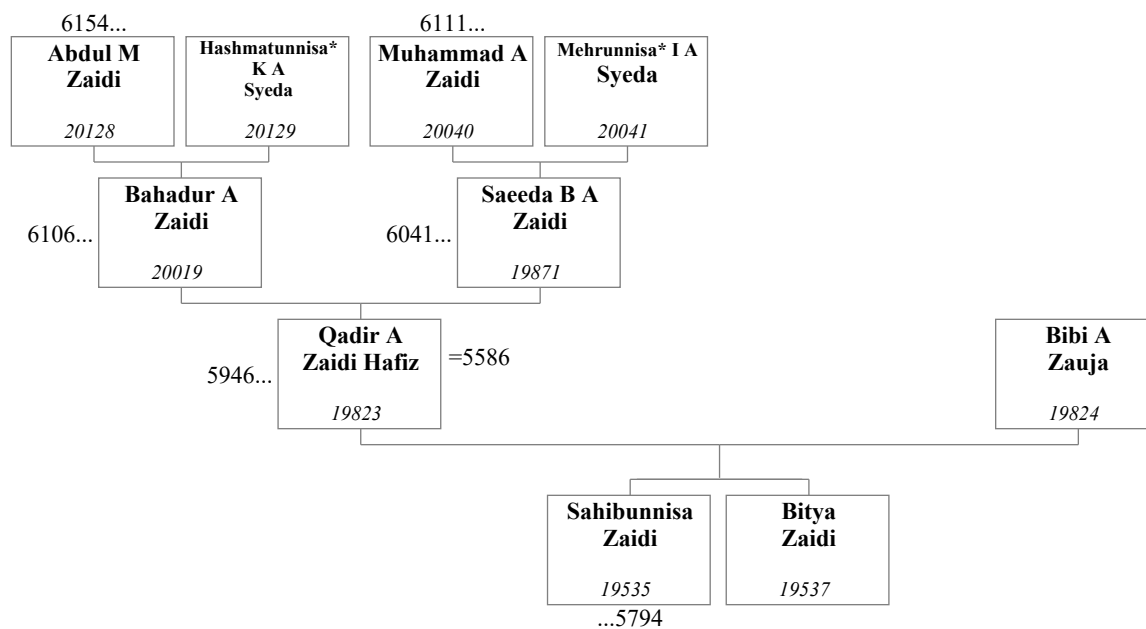 6154...
6111...
Abdul M
Zaidi
20128
Hashmatunnisa*
K A
Syeda
20129
Muhammad A
Zaidi
20040
Mehrunnisa* I A
Syeda
20041
6106...
Bahadur A
Zaidi
20019
6041...
Saeeda B A
Zaidi
19871
5946...
Qadir A
Zaidi Hafiz
19823
=5586
Bibi A
Zauja
19824
Sahibunnisa
Zaidi
19535
...5794
Bitya
Zaidi
19537